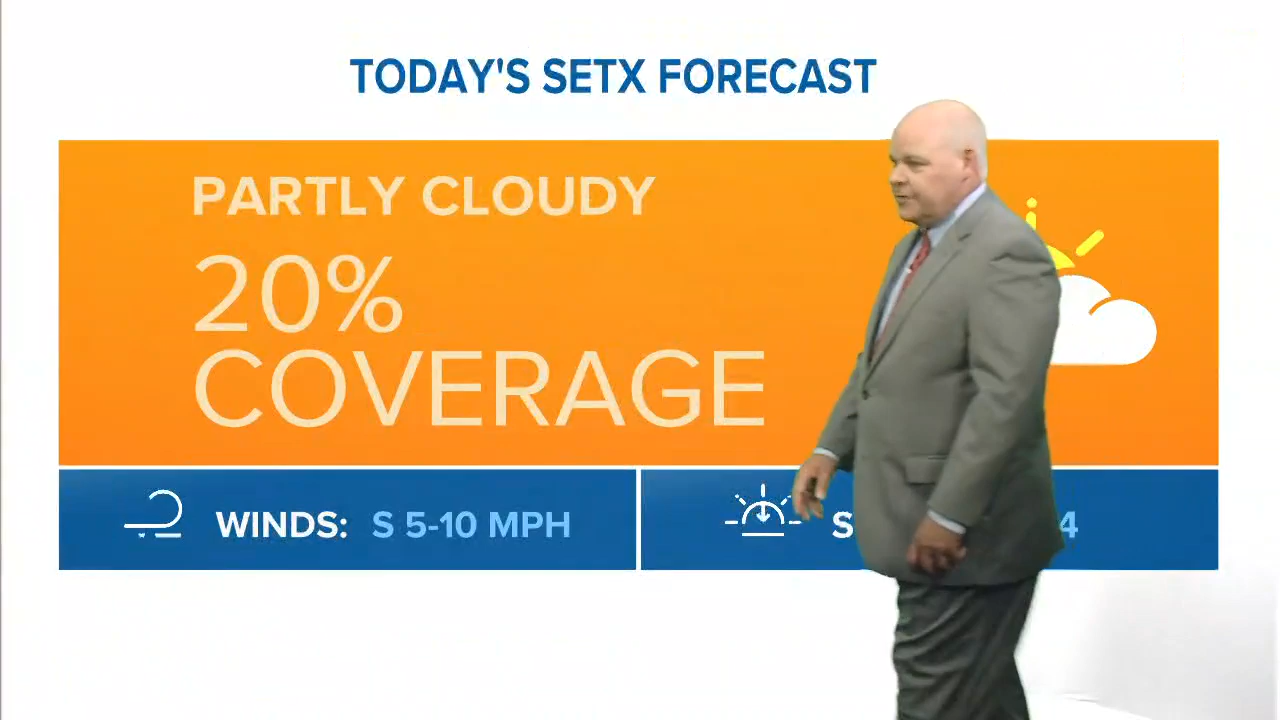 TODAY'S SETX FORECAST
PARTLY CLOUDY
20%
COVERAGE
WINDS: S 5-10 MPH